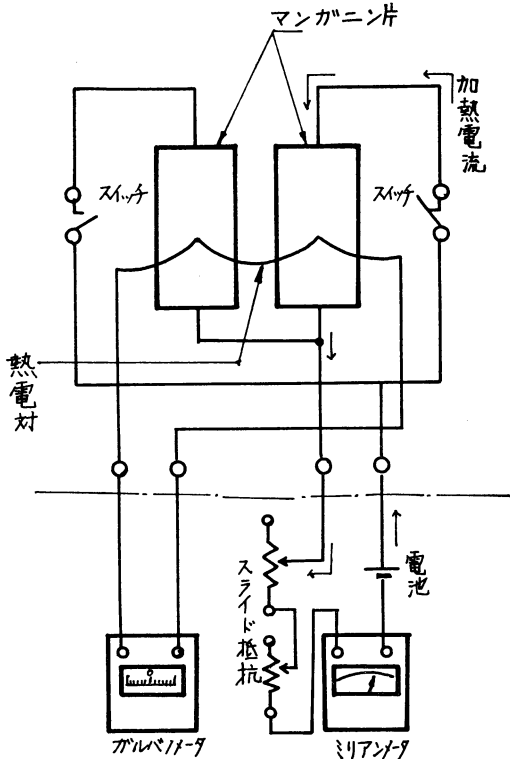 マンガニン片
加熱電流
スイッチ
スイッチ
熱電対
スライド抵抗
電池
0
ガルバノメータ
ミリアンメータ